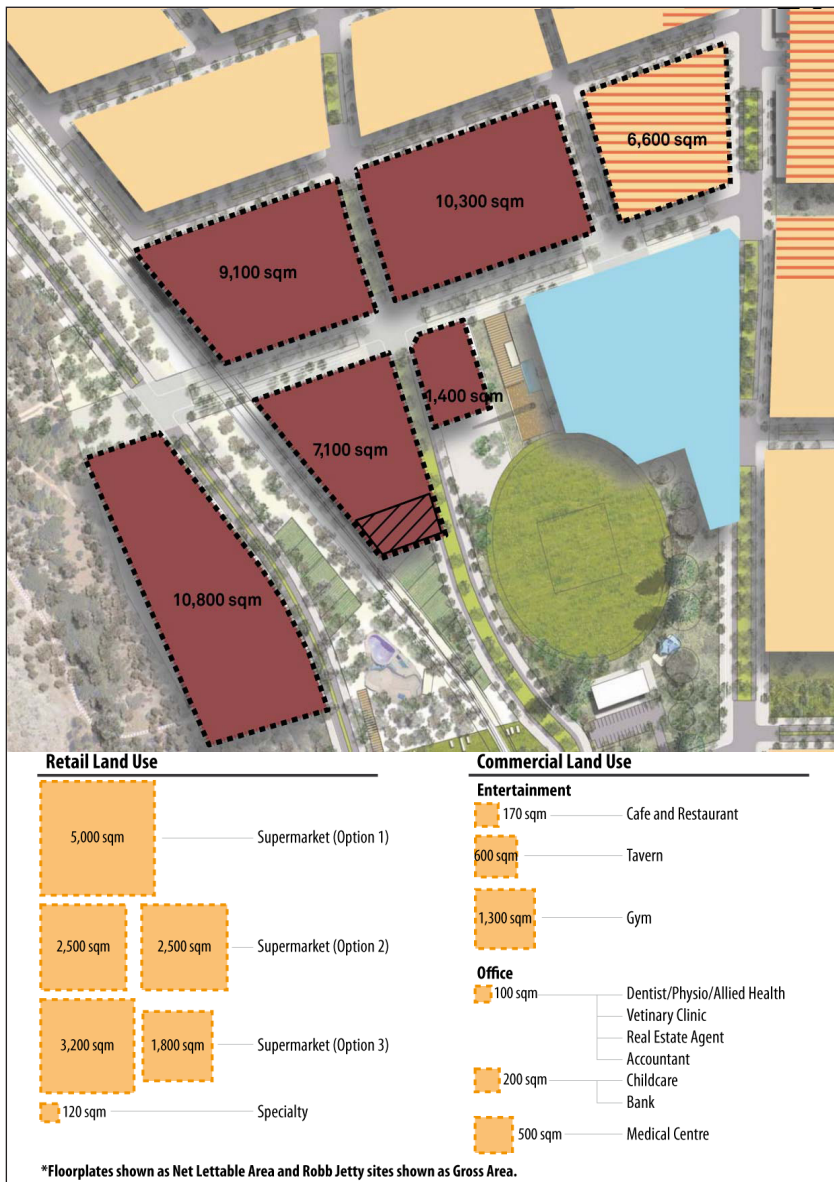 6,600 sqm
10,300 sqm
9,100 sqm
1,400 sqm
7,100 sqm
10,800 sqm
Retail Land Use
5,000 sqm
Supermarket (Option 1)
2,500 sqm
2,500 sqm
Supermarket (Option 2)
3,200 sqm
1,800 sqm
Supermarket (Option 3)
120 sqm
Specialty
Commercial Land Use
Entertainment
170 sqm
Cafe and Restaurant
600 sqm
Tavern
1,300 sqm
Gym
Office
100 sqm
Dentist/Physio/Allied Health
Vetinary Clinic
Real Estate Agent
Accountant
200 sqm
Childcare
Bank
500 sqm
Medical Centre
*Floorplates shown as Net Lettable Area and Robb Jetty sites shown as Gross Area.